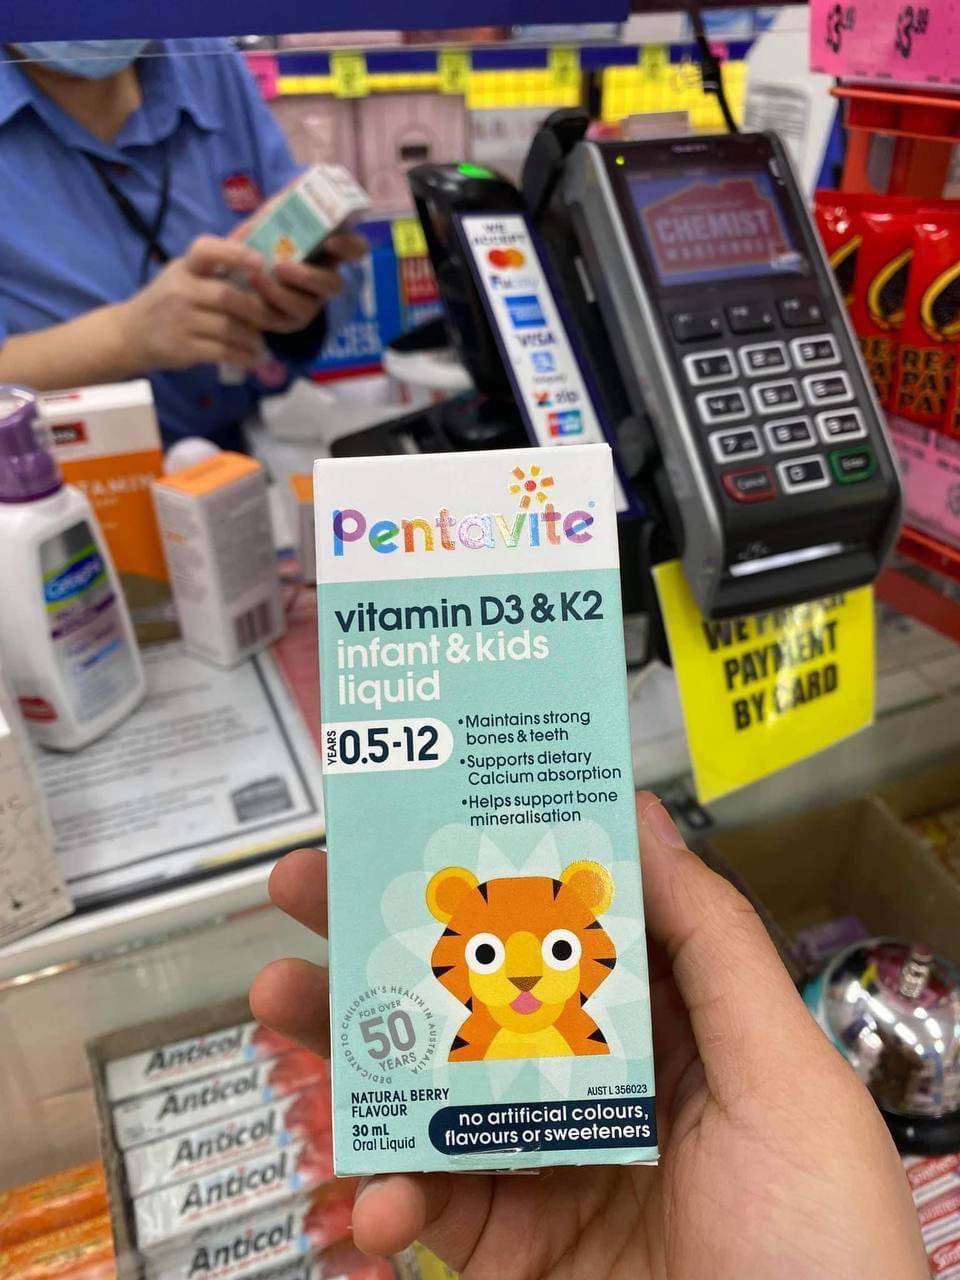 CHEMIST
WE
ACCEPT
VISA
zip
Pentavite®
vitamin D3 & K2
infant & kids
liquid
YEARS
0.5-12
•Maintains strong
bones & teeth
•Supports dietary
Calcium absorption
•Helps support bone
mineralisation
DEDICATED TO CHILDREN'S HEALTH IN AUSTRALIA
FOR OVER
50
YEARS
NATURAL BERRY
FLAVOUR
30 mL
Oral Liquid
AUST L 356023
no artificial colours,
flavours or sweeteners
PAYMENT
BY CARD
Anticol
Anticol
Anticol
Anticol
Anticol